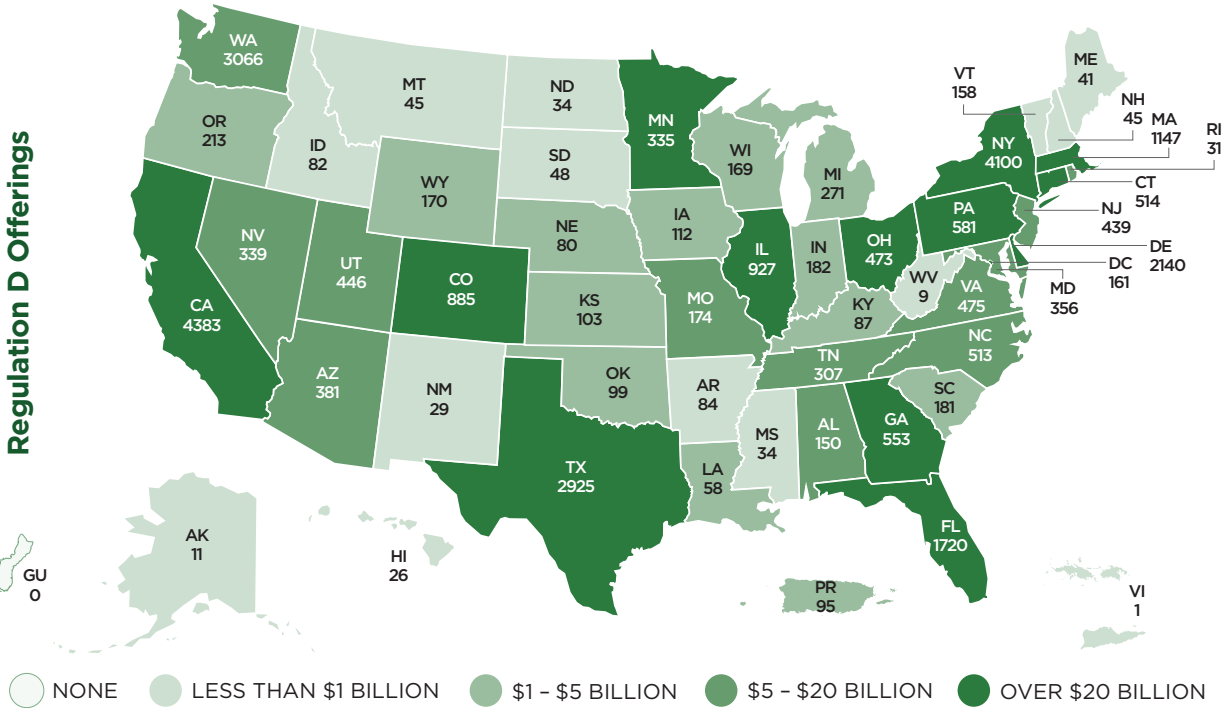 Regulation D Offerings
WA
3066
OR
213
ID
82
MT
45
ND
34
SD
48
MN
335
WI
169
MI
271
WY
170
NE
80
IA
112
NV
339
UT
446
CO
885
CA
4383
KS
103
MO
174
IL
927
IN
182
OH
473
PA
581
NY
4100
VT
158
ME
41
NH
45
MA
1147
RI
31
CT
514
NJ
439
DE
2140
DC
161
MD
356
WV
9
VA
475
KY
87
NC
513
TN
307
SC
181
AZ
381
NM
29
OK
99
AR
84
MS
34
AL
150
GA
553
LA
58
TX
2925
FL
1720
AK
11
HI
26
GU
0
PR
95
VI
1
NONE
LESS THAN $1 BILLION
$1 – $5 BILLION
$5 – $20 BILLION
OVER $20 BILLION